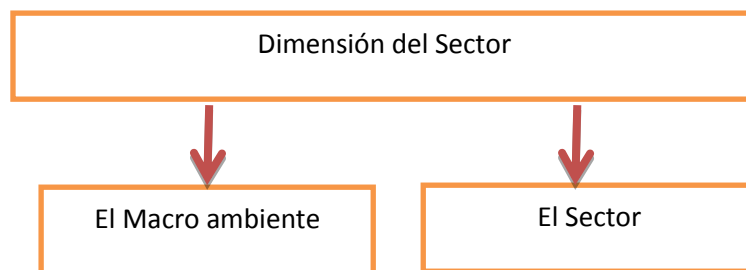 Dimensión del Sector
El Macro ambiente
El Sector